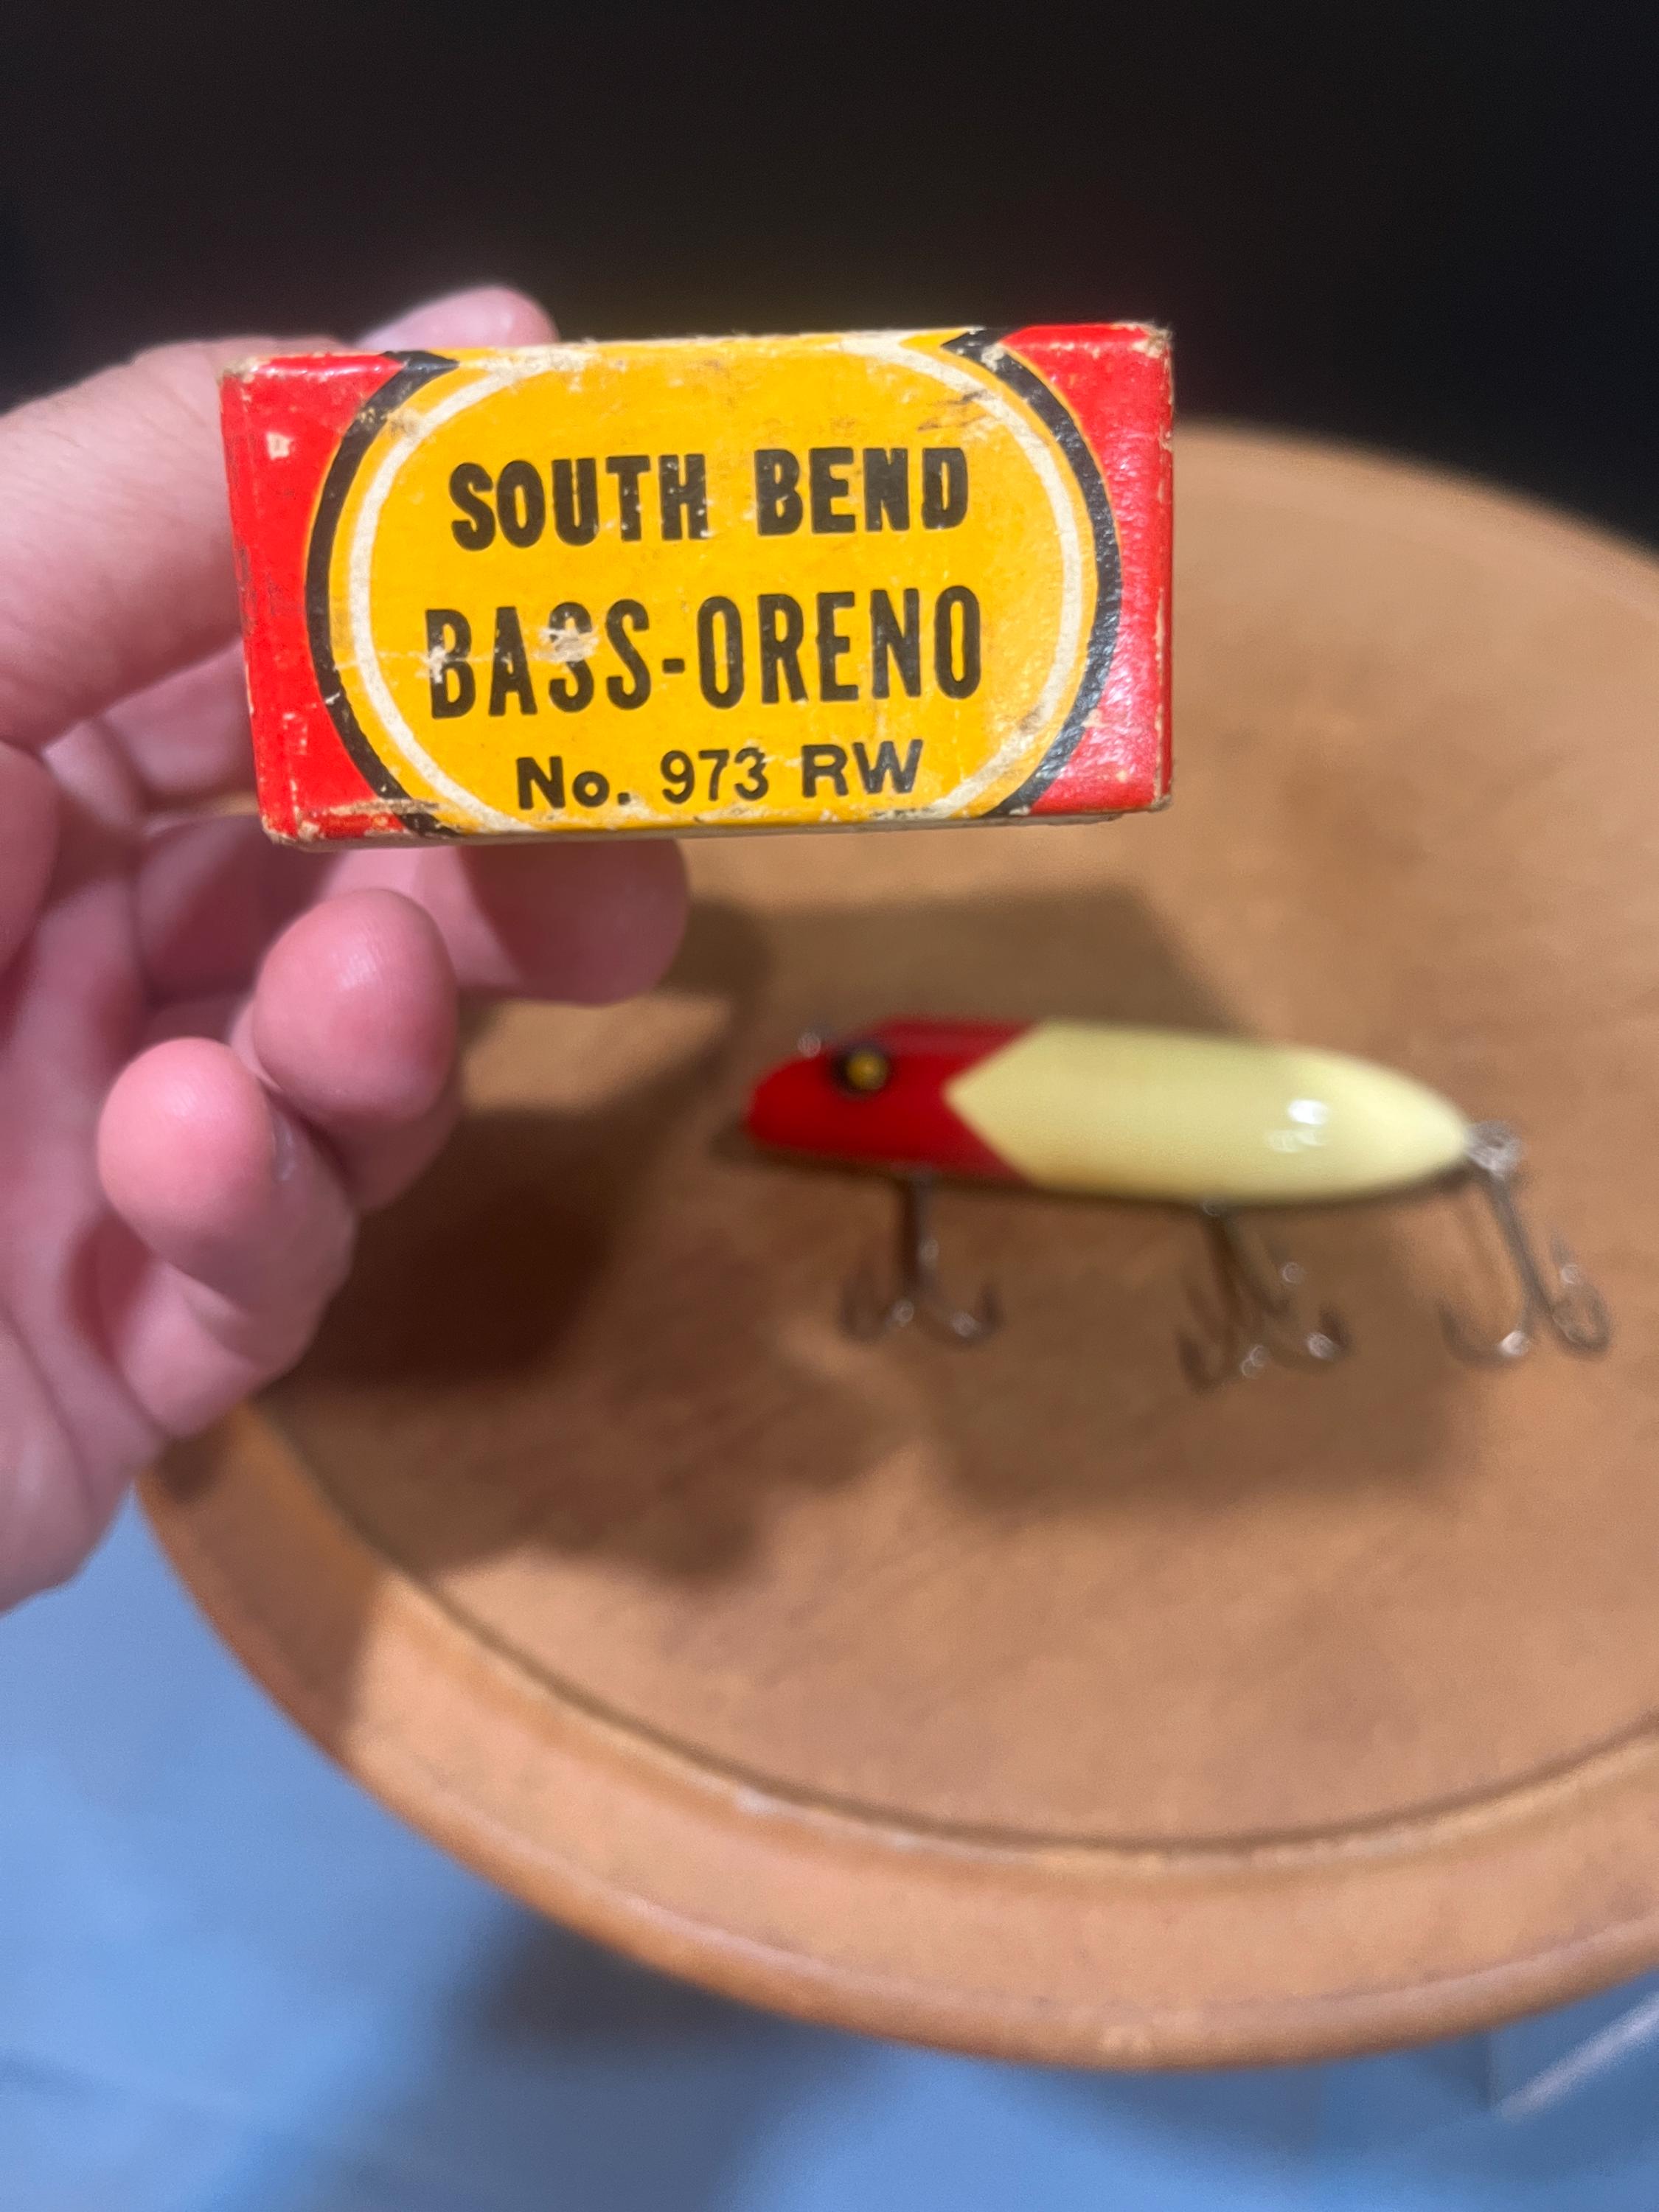 SOUTH BEND
BASS-ORENO
No. 973 RW